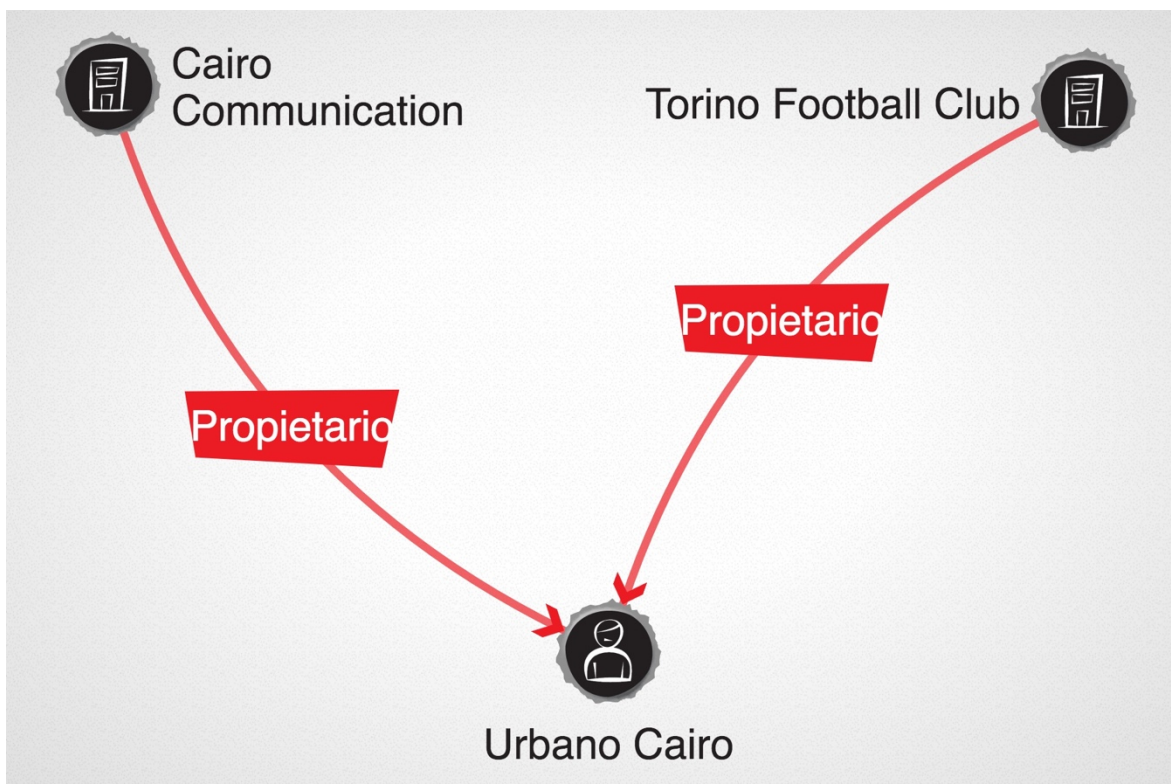 Cairo
Communication
Torino Football Club
Propietario
Propietario
Urbano Cairo